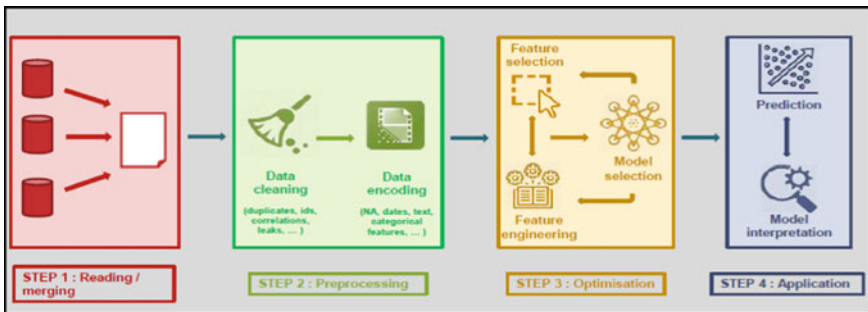 Data
cleaning
(duplicates, ids,
correlations,
leaks, ... )
Data
encoding
(NA, dates, text,
categorical
features, ... )
Feature
selection
Model
selection
Feature
engineering
Prediction
Model
interpretation
STEP 1 : Reading /
merging
STEP 2 : Preprocessing
STEP 3 : Optimisation
STEP 4 : Application